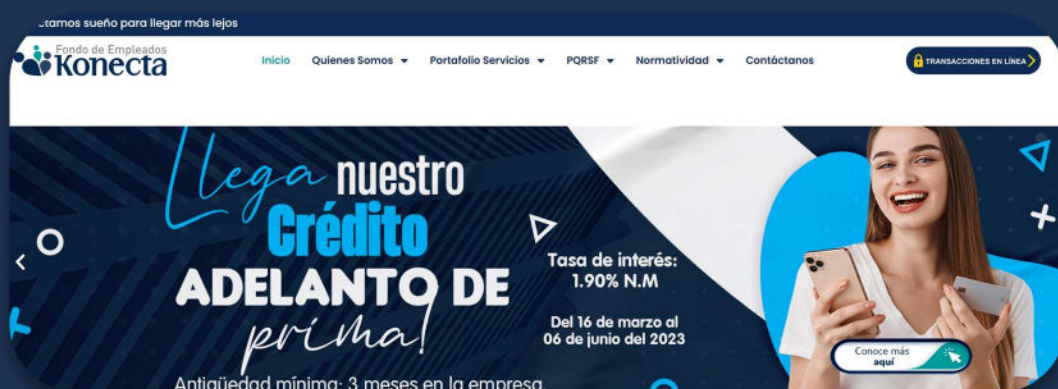 tamos sueño para llegar más lejos
Fondo de Empleados
Konecta
Inicio Quienes Somos Portafolio Servicios PQRSF Normatividad Contáctanos
TRANSACCIONES EN LÍNEA
Llega nuestro
Crédito
ADELANTO DE
prima!
Tasa de interés:
1.90% N.M
Del 16 de marzo al
06 de junio del 2023
Antigüedad mínima: 3 meses en la empresa
Conoce más
aquí